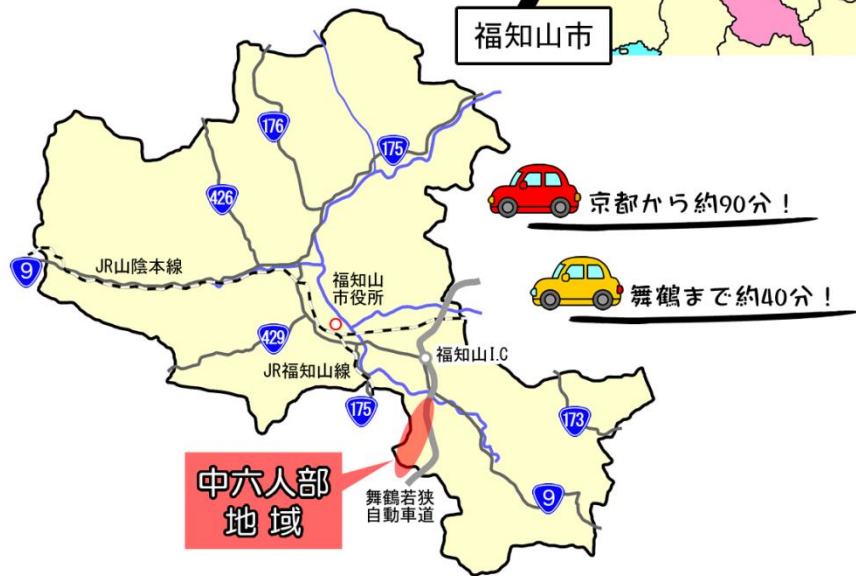 福知山市
176
175
426
京都から約90分！
9
JR山陰本線
福知山
市役所
舞鶴まで約40分！
429
福知山I.C
JR福知山線
175
173
中六人部
地域
舞鶴若狭
自動車道
9